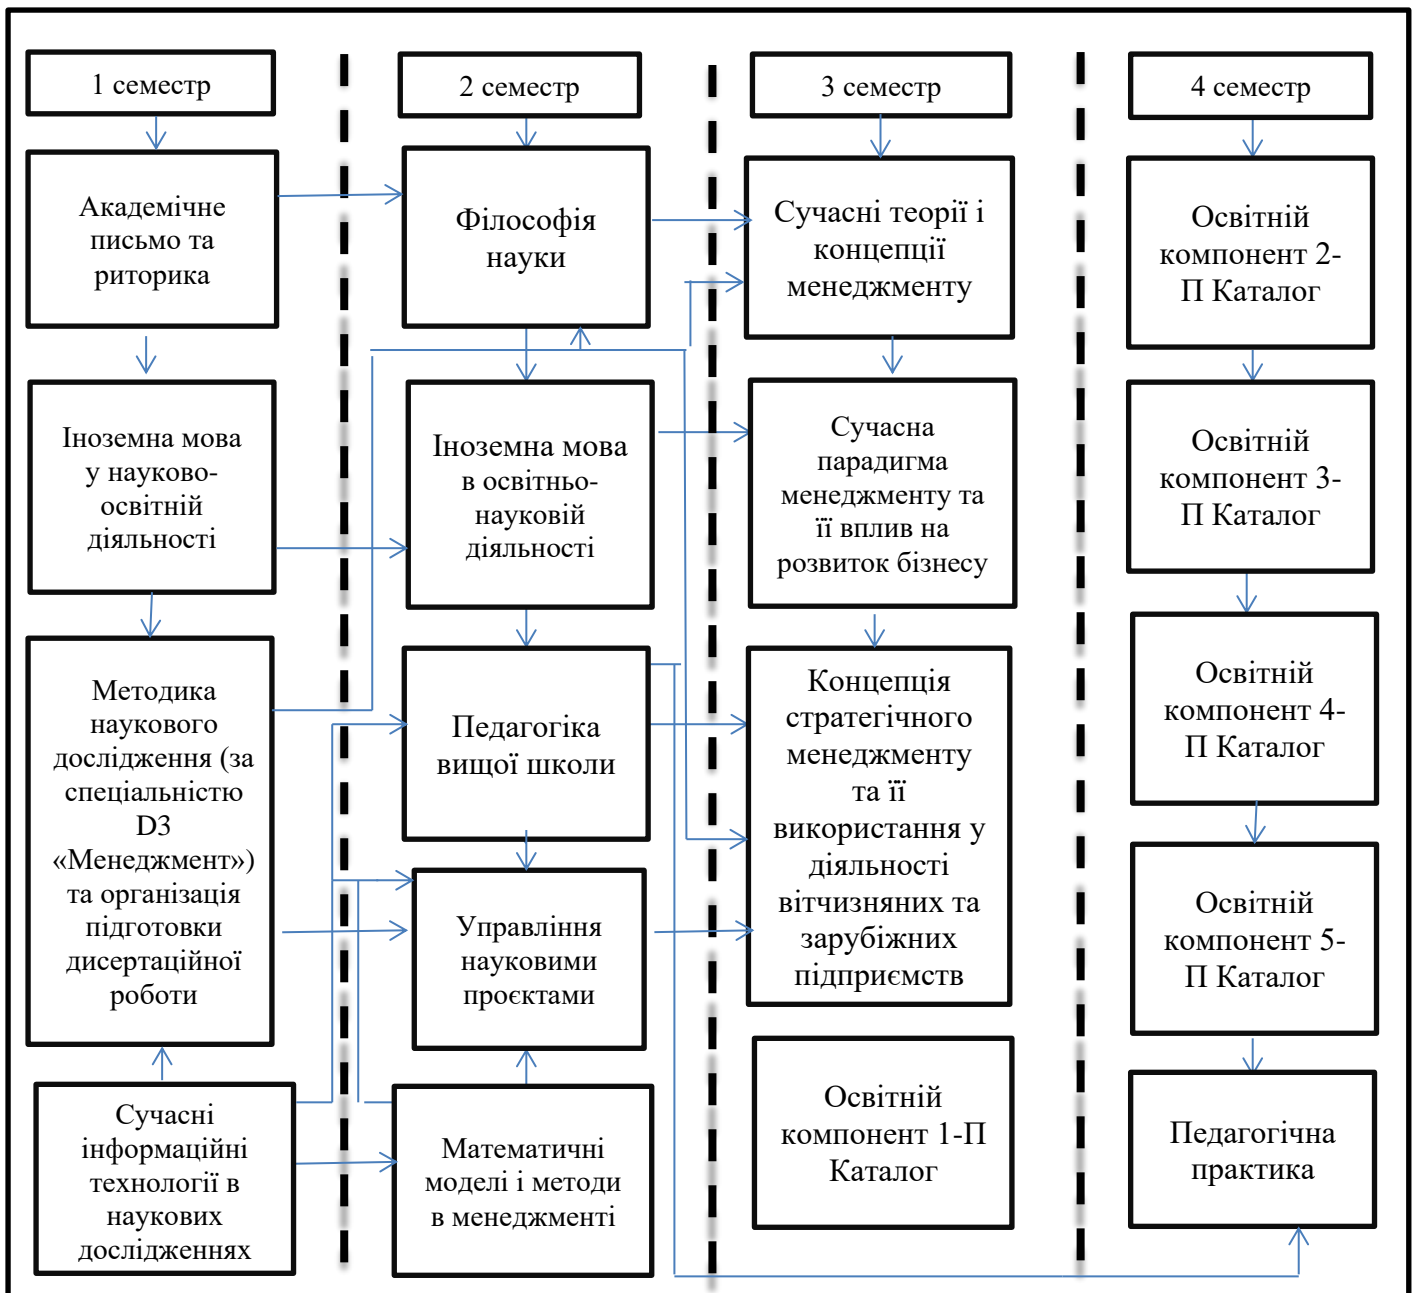 1 семестр
Академічне
письмо та
риторика
Іноземна мова
у науково-
освітній
діяльності
Методика
наукового
дослідження (за
спеціальністю
D3
«Менеджмент»)
та організація
підготовки
дисертаційної
роботи
Сучасні
інформаційні
технології в
наукових
дослідженнях
2 семестр
Філософія
науки
Іноземна мова
в освітньо-
науковій
діяльності
Педагогіка
вищої школи
Управління
науковими
проєктами
Математичні
моделі і методи
в менеджменті
3 семестр
Сучасні теорії і
концепції
менеджменту
Сучасна
парадигма
менеджменту та
її вплив на
розвиток бізнесу
Концепція
стратегічного
менеджменту
та її
використання у
діяльності
вітчизняних та
зарубіжних
підприємств
Освітній
компонент 1-П
Каталог
4 семестр
Освітній
компонент 2-
П Каталог
Освітній
компонент 3-
П Каталог
Освітній
компонент 4-
П Каталог
Освітній
компонент 5-
П Каталог
Педагогічна
практика